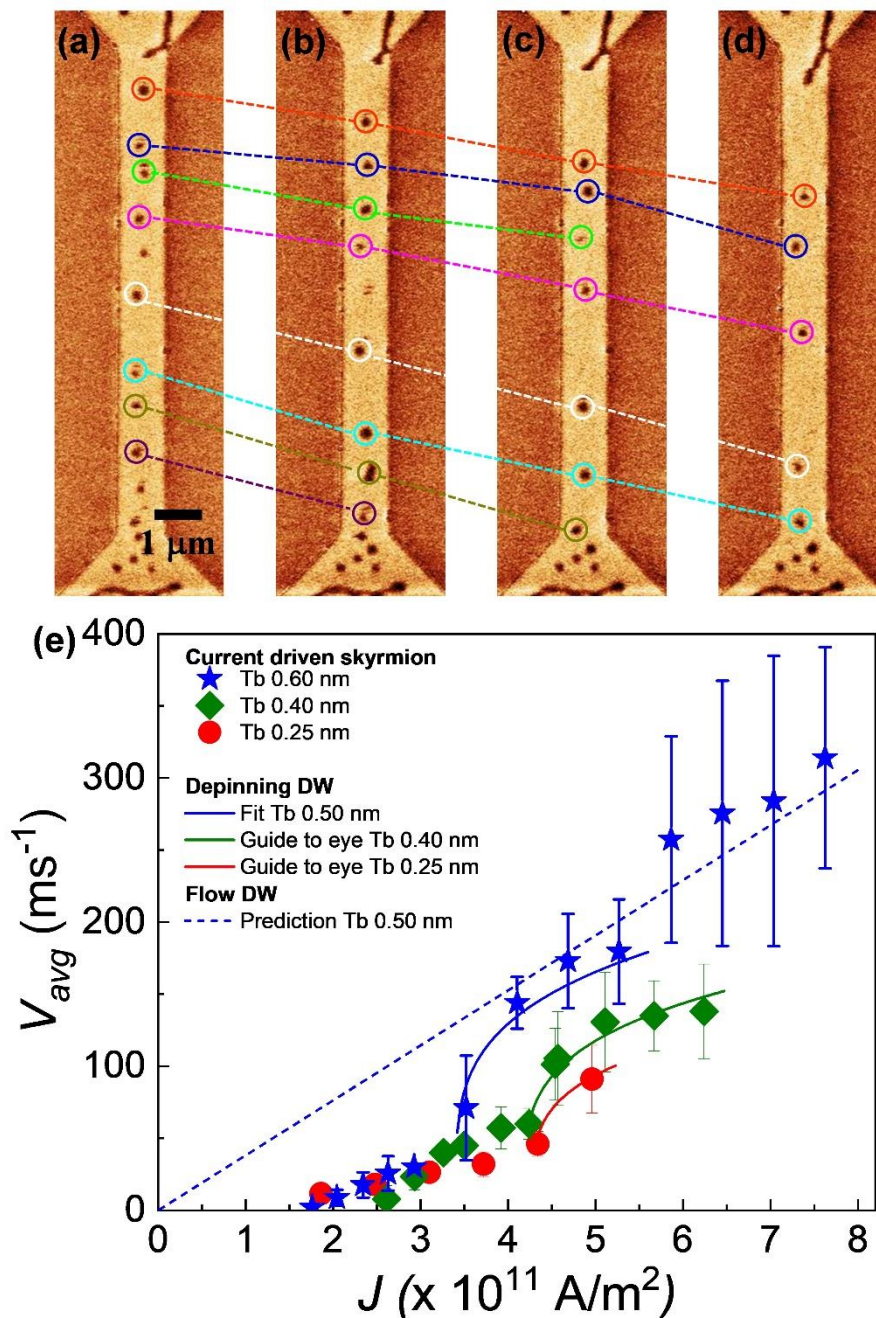 (a) (b) (c) (d)
1 μm
(e)
400
300
200
100
0
V_avg (ms⁻¹)
Current driven skyrmion
Tb 0.60 nm
Tb 0.40 nm
Tb 0.25 nm
Depinning DW
Fit Tb 0.50 nm
Guide to eye Tb 0.40 nm
Guide to eye Tb 0.25 nm
Flow DW
Prediction Tb 0.50 nm
0 1 2 3 4 5 6 7 8
J (x 10¹¹ A/m²)